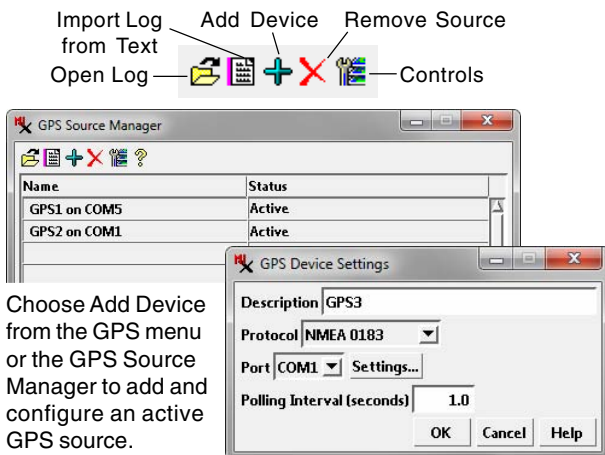 Import Log
from Text
Add Device
Remove Source
Open Log
Controls
GPS Source Manager
Name Status
GPS1 on COM5 Active
GPS2 on COM1 Active
GPS Device Settings
Description GPS3
Protocol NMEA 0183
Port COM1 Settings...
Polling Interval (seconds) 1.0
OK Cancel Help
Choose Add Device
from the GPS menu
or the GPS Source
Manager to add and
configure an active
GPS source.